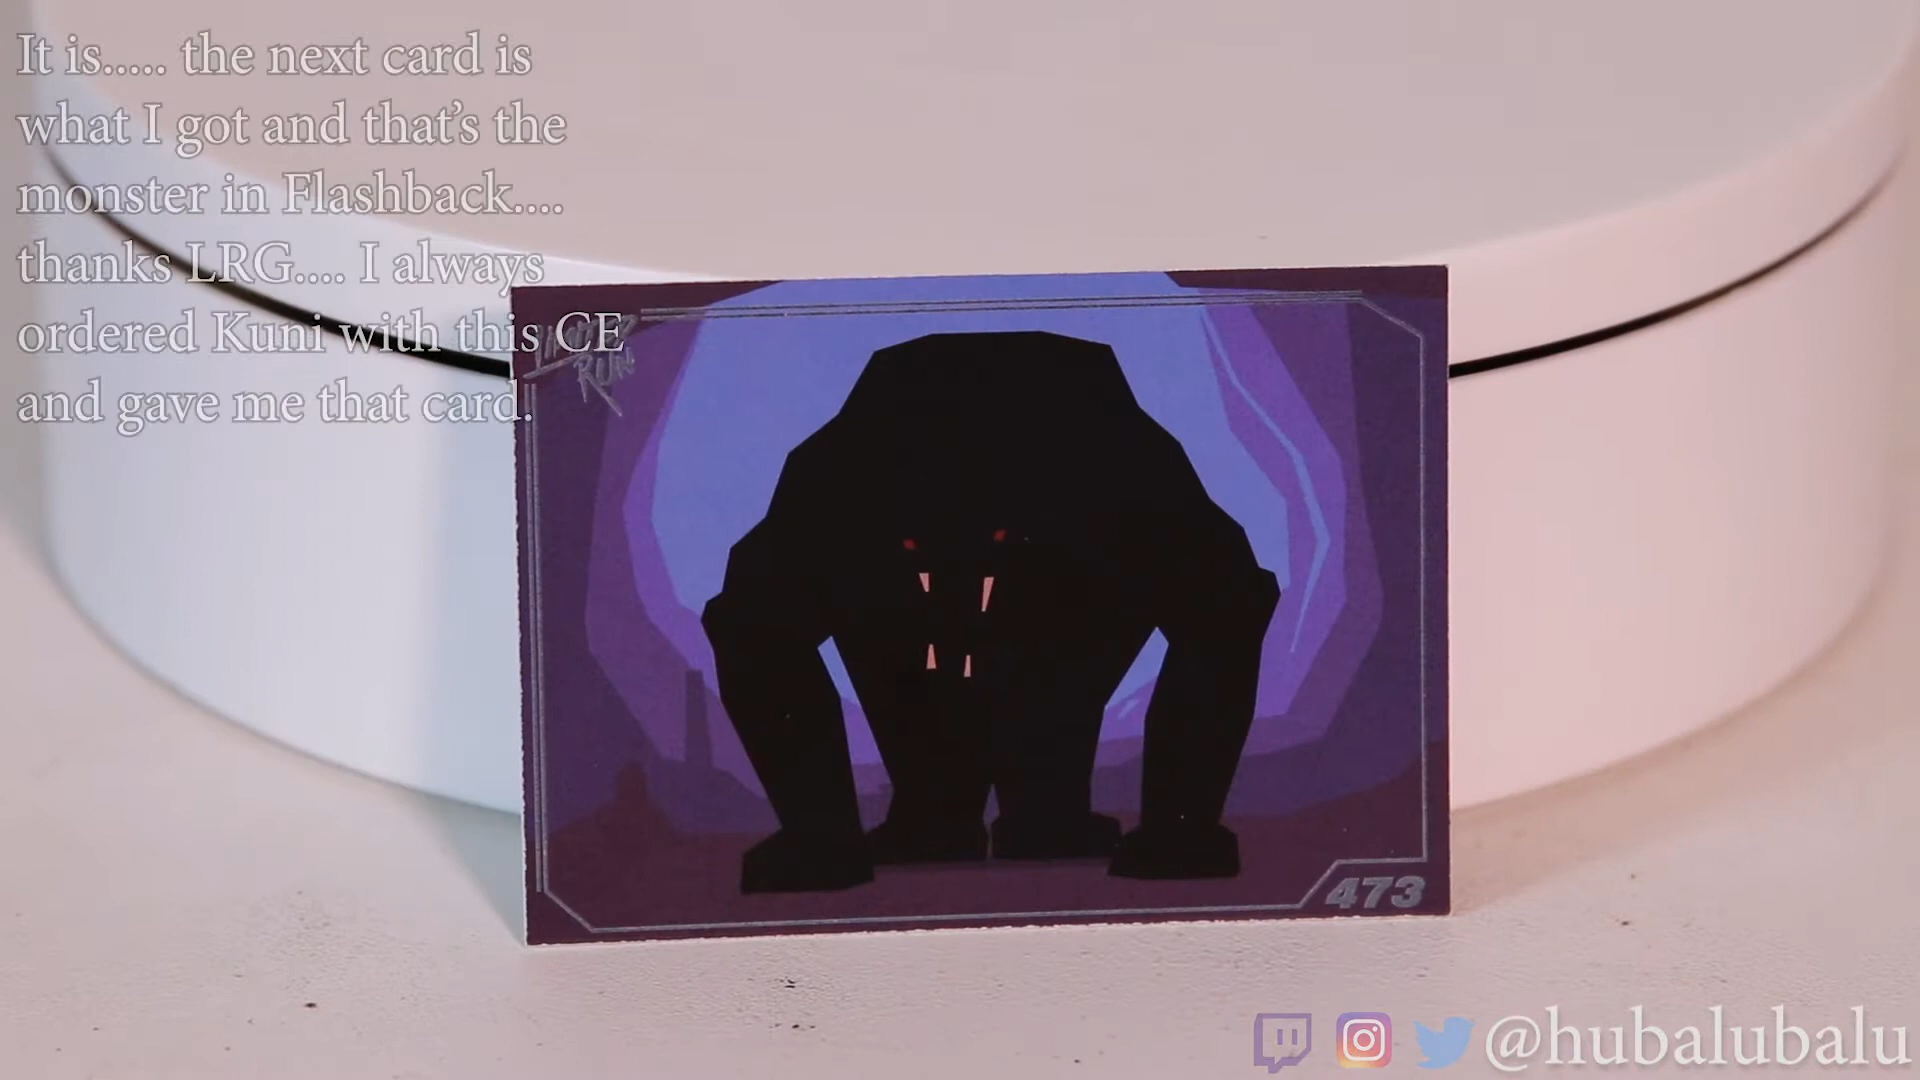 It is..... the next card is
what I got and that’s the
monster in Flashback....
thanks LRG.... I always
ordered Kuni with this CE
and gave me that card.
RUN
473
@hubalubalu